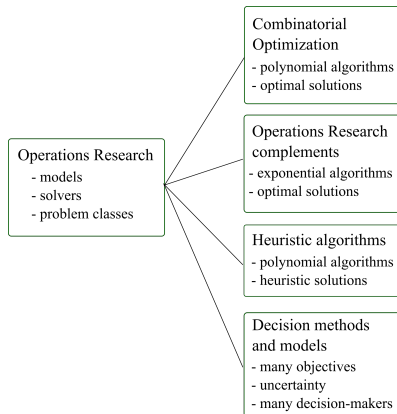 Operations Research
- models
- solvers
- problem classes
Combinatorial
Optimization
- polynomial algorithms
- optimal solutions
Operations Research
complements
- exponential algorithms
- optimal solutions
Heuristic algorithms
- polynomial algorithms
- heuristic solutions
Decision methods
and models
- many objectives
- uncertainty
- many decision-makers